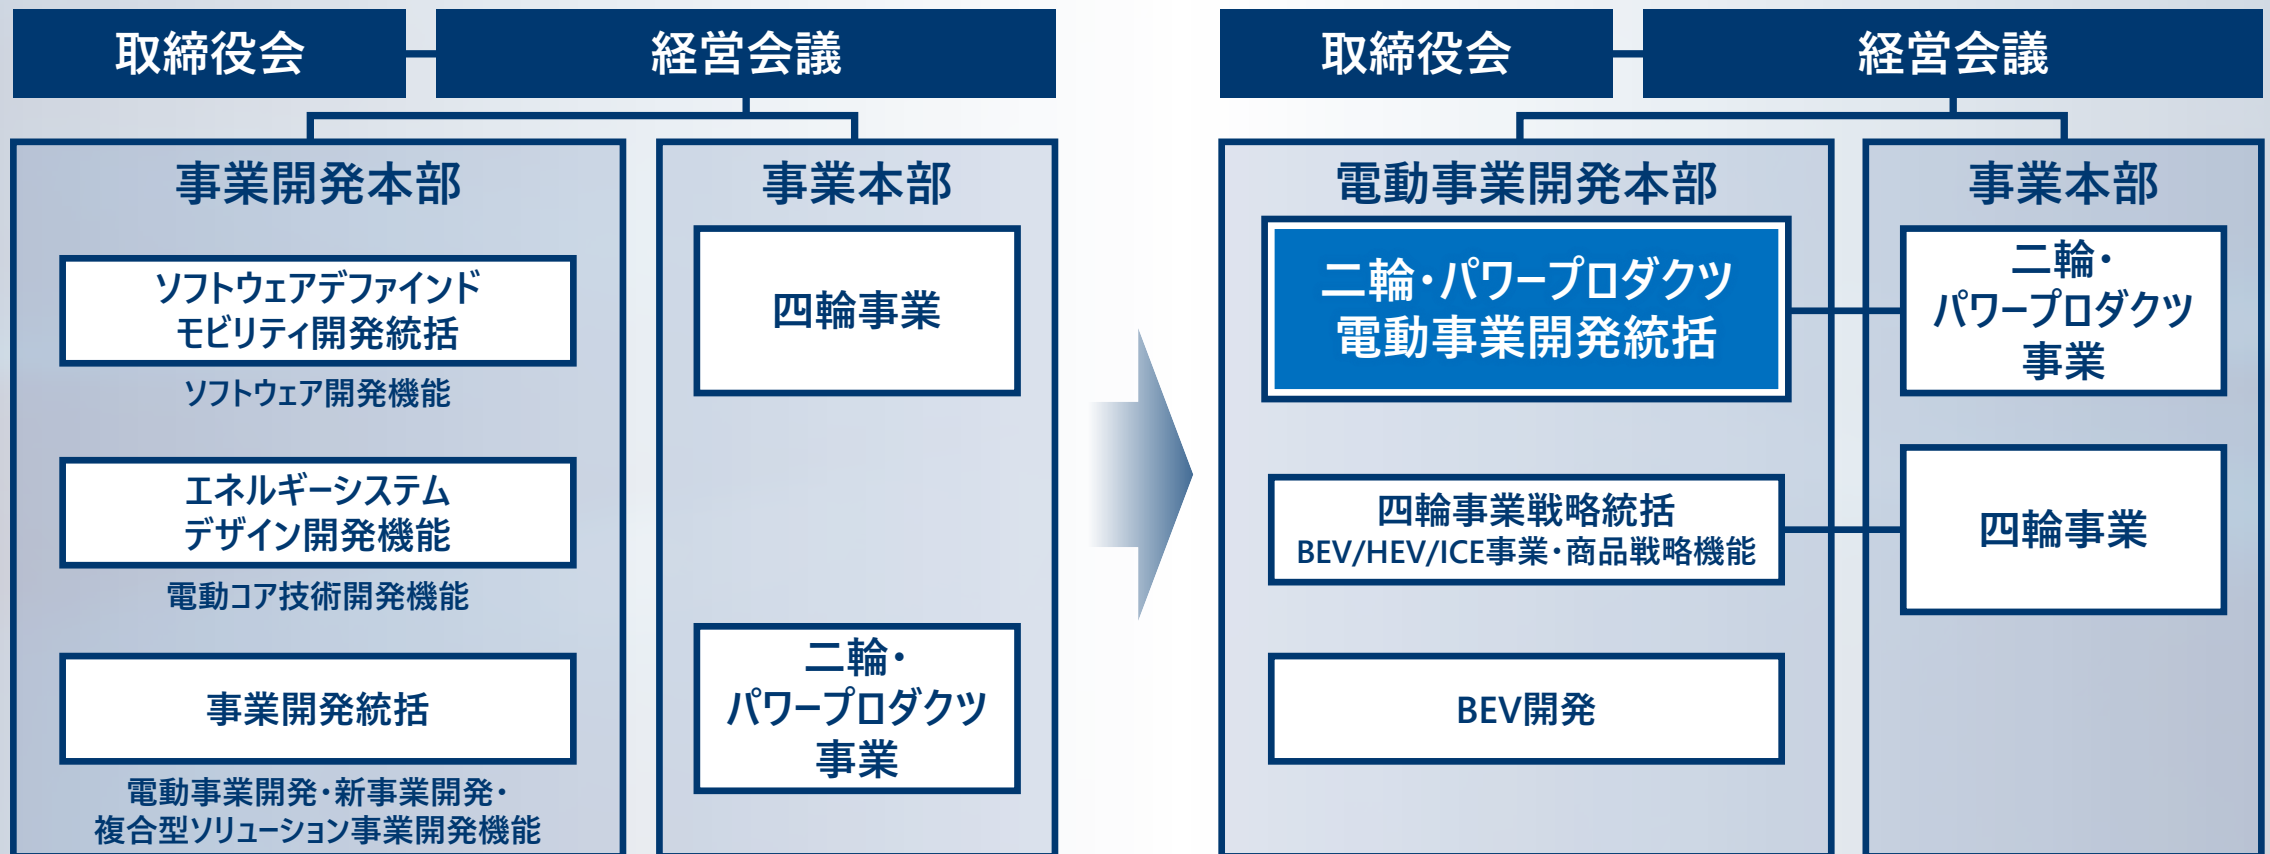 取締役会
経営会議
事業開発本部
ソフトウェアデファインド
モビリティ開発統括
ソフトウェア開発機能
エネルギーシステム
デザイン開発機能
電動コア技術開発機能
事業開発統括
電動事業開発・新事業開発・
複合型ソリューション事業開発機能
事業本部
四輪事業
二輪・
パワープロダクツ
事業
取締役会
経営会議
電動事業開発本部
二輪・パワープロダクツ
電動事業開発統括
四輪事業戦略統括
BEV/HEV/ICE事業・商品戦略機能
BEV開発
事業本部
二輪・
パワープロダクツ
事業
四輪事業